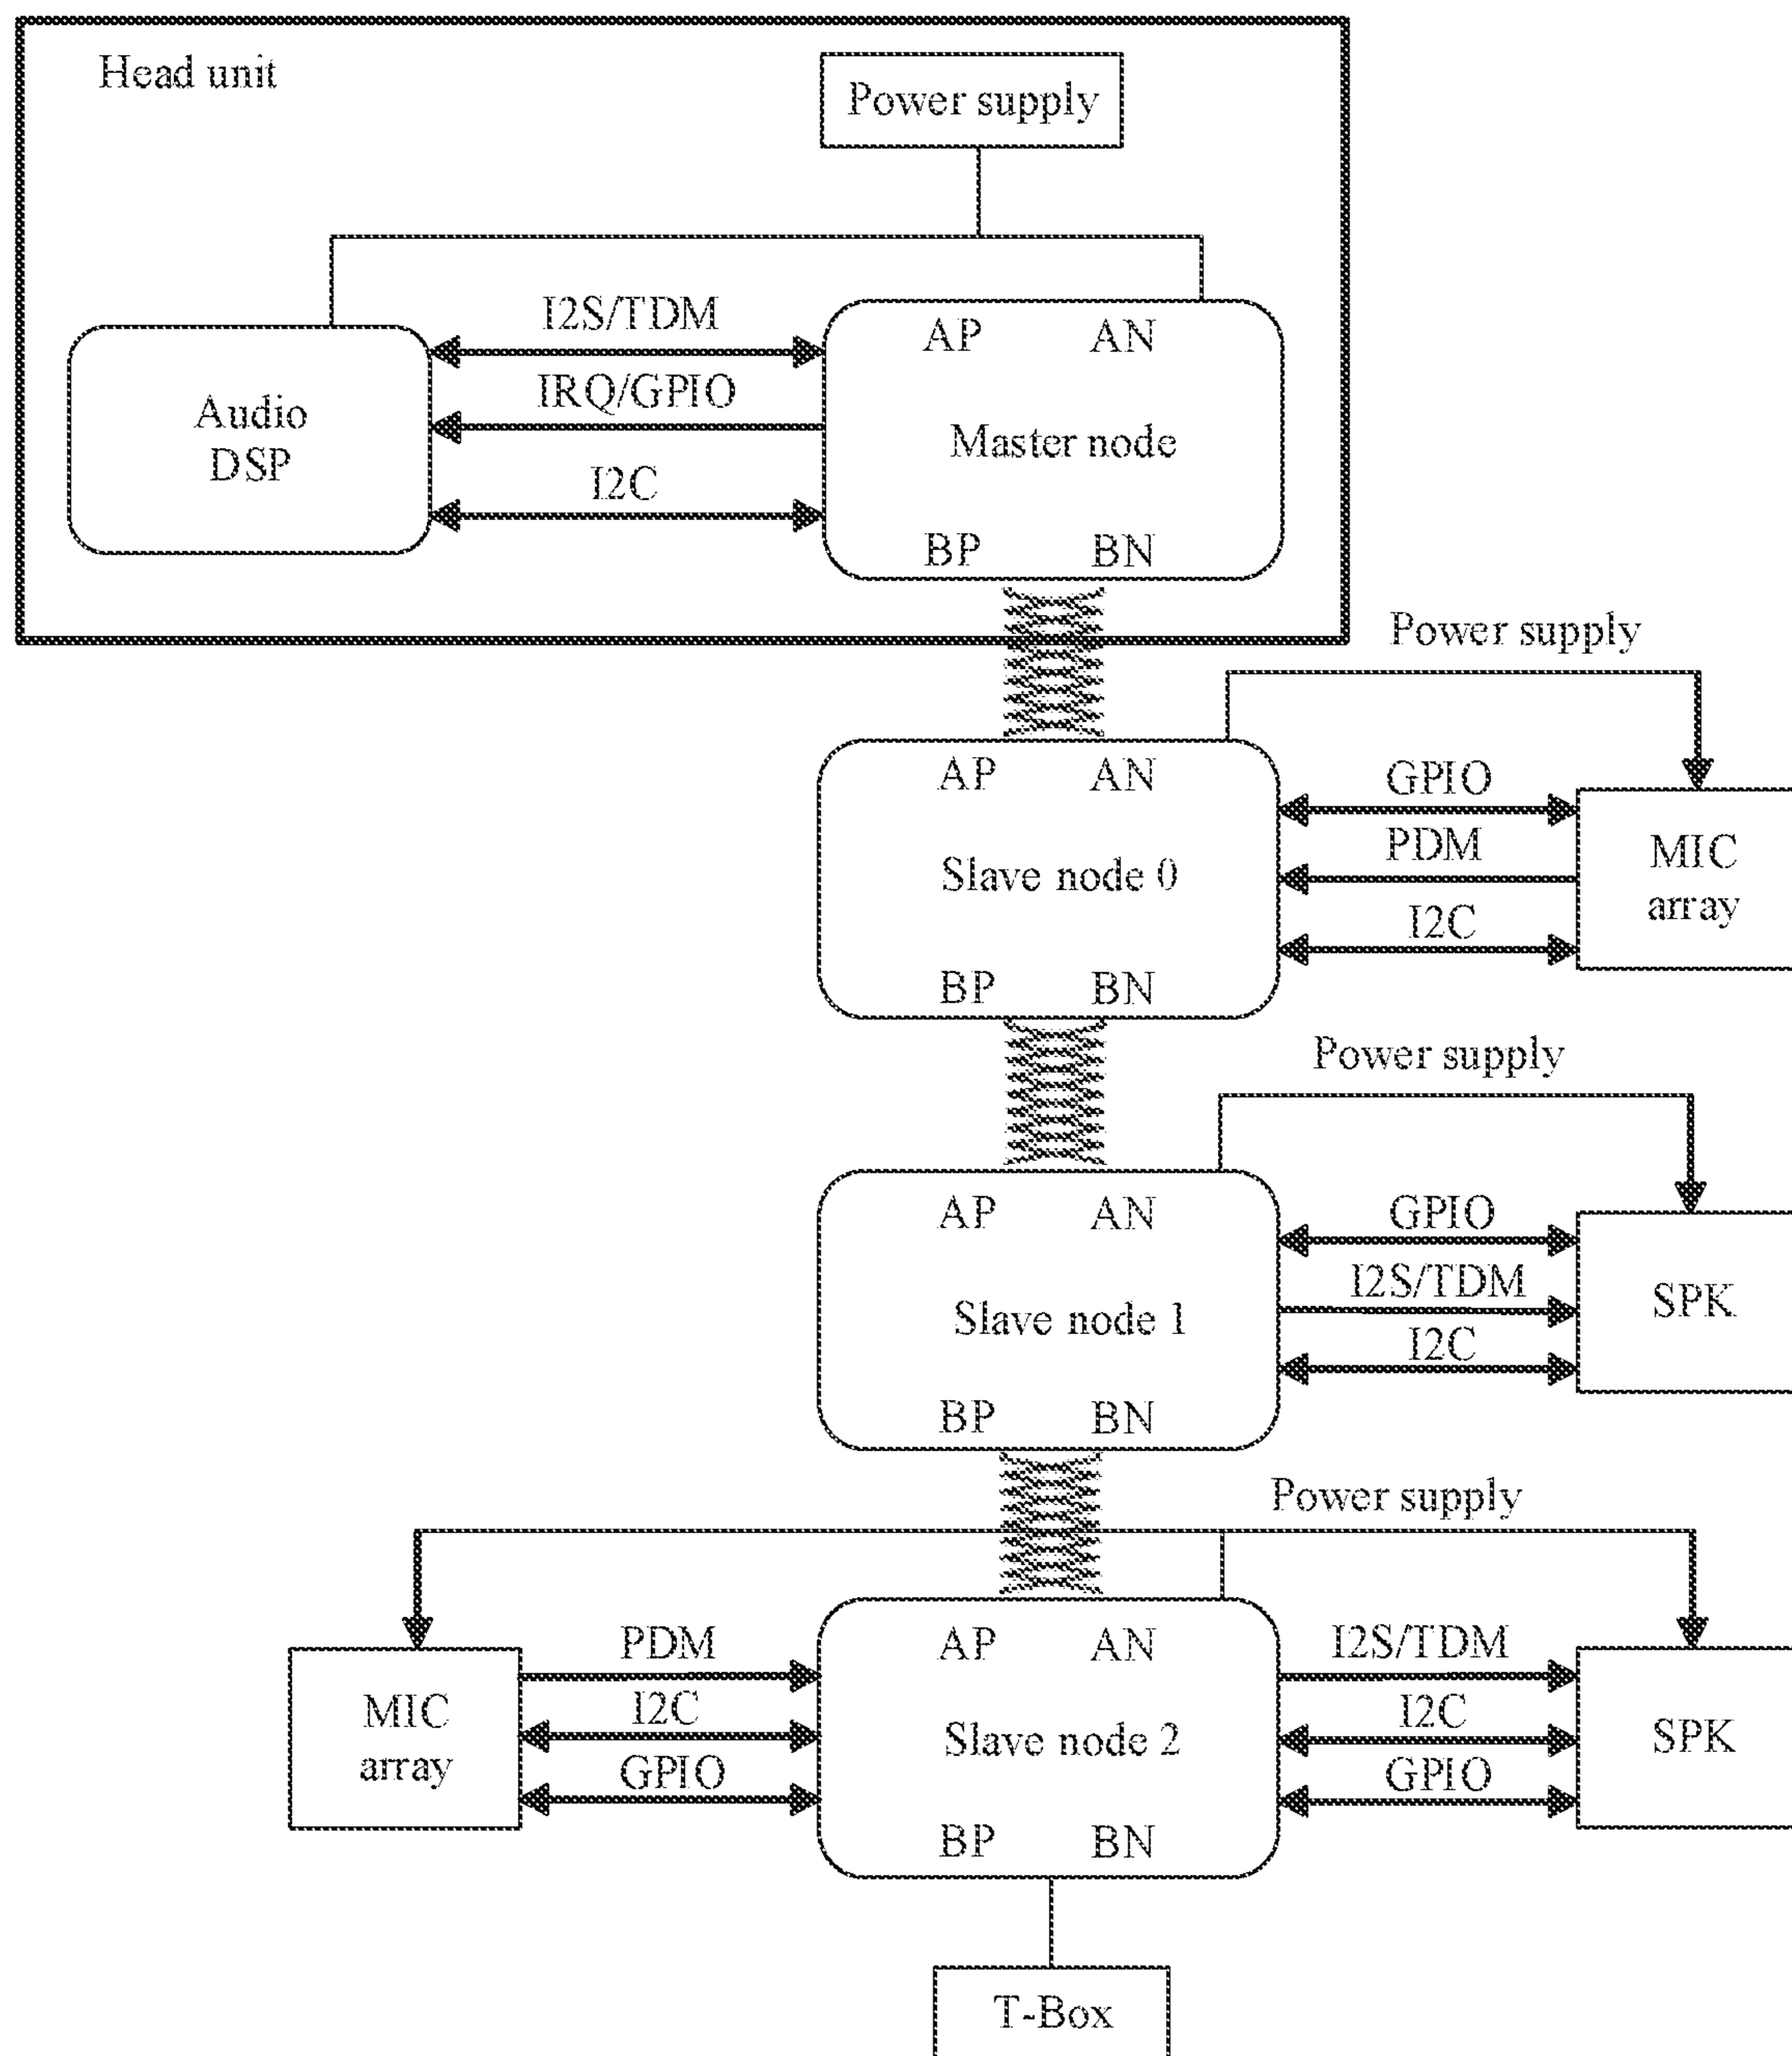 Head unit
Power supply
I2S/TDM
AP AN
IRQ/GPIO
Audio
DSP
Master node
I2C
BP BN
Power supply
AP AN
GPIO
PDM
MIC
array
Slave node 0
I2C
BP BN
Power supply
AP AN
GPIO
I2S/TDM
SPK
Slave node 1
I2C
BP BN
Power supply
PDM
AP AN
I2S/TDM
MIC
array
I2C
Slave node 2
I2C
SPK
GPIO
GPIO
BP BN
T-Box